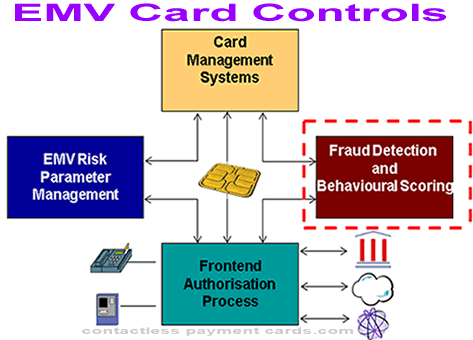 EMV Card Controls
Card
Management
Systems
EMV Risk
Parameter
Management
Fraud Detection
and
Behavioural Scoring
Frontend
Authorisation
Process
contactless payment cards.com